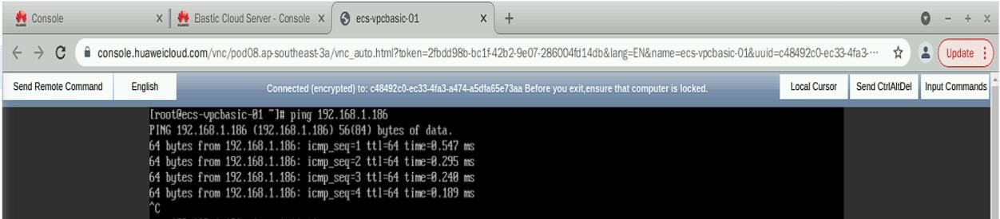 Console x
Elastic Cloud Server - Console x
ecs-vpcbasic-01 x +
console.huaweicloud.com/vnc/pod08.ap-southeast-3a/vnc_auto.html?token=2fbdd98b-bc1f-42b2-9e07-286004fd14db&lang=EN&name=ecs-vpcbasic-01&uuid=c48492c0-ec33-4fa3-··· Update
Send Remote Command English Connected (encrypted) to: c48492c0-ec33-4fa3-a474-a5dfa65e73aa Before you exit,ensure that computer is locked. Local Cursor Send CtrlAltDel Input Commands
[root@ecs-vpcbasic-01 ~]# ping 192.168.1.186
PING 192.168.1.186 (192.168.1.186) 56(84) bytes of data.
64 bytes from 192.168.1.186: icmp_seq=1 ttl=64 time=0.547 ms
64 bytes from 192.168.1.186: icmp_seq=2 ttl=64 time=0.295 ms
64 bytes from 192.168.1.186: icmp_seq=3 ttl=64 time=0.240 ms
64 bytes from 192.168.1.186: icmp_seq=4 ttl=64 time=0.189 ms
^C